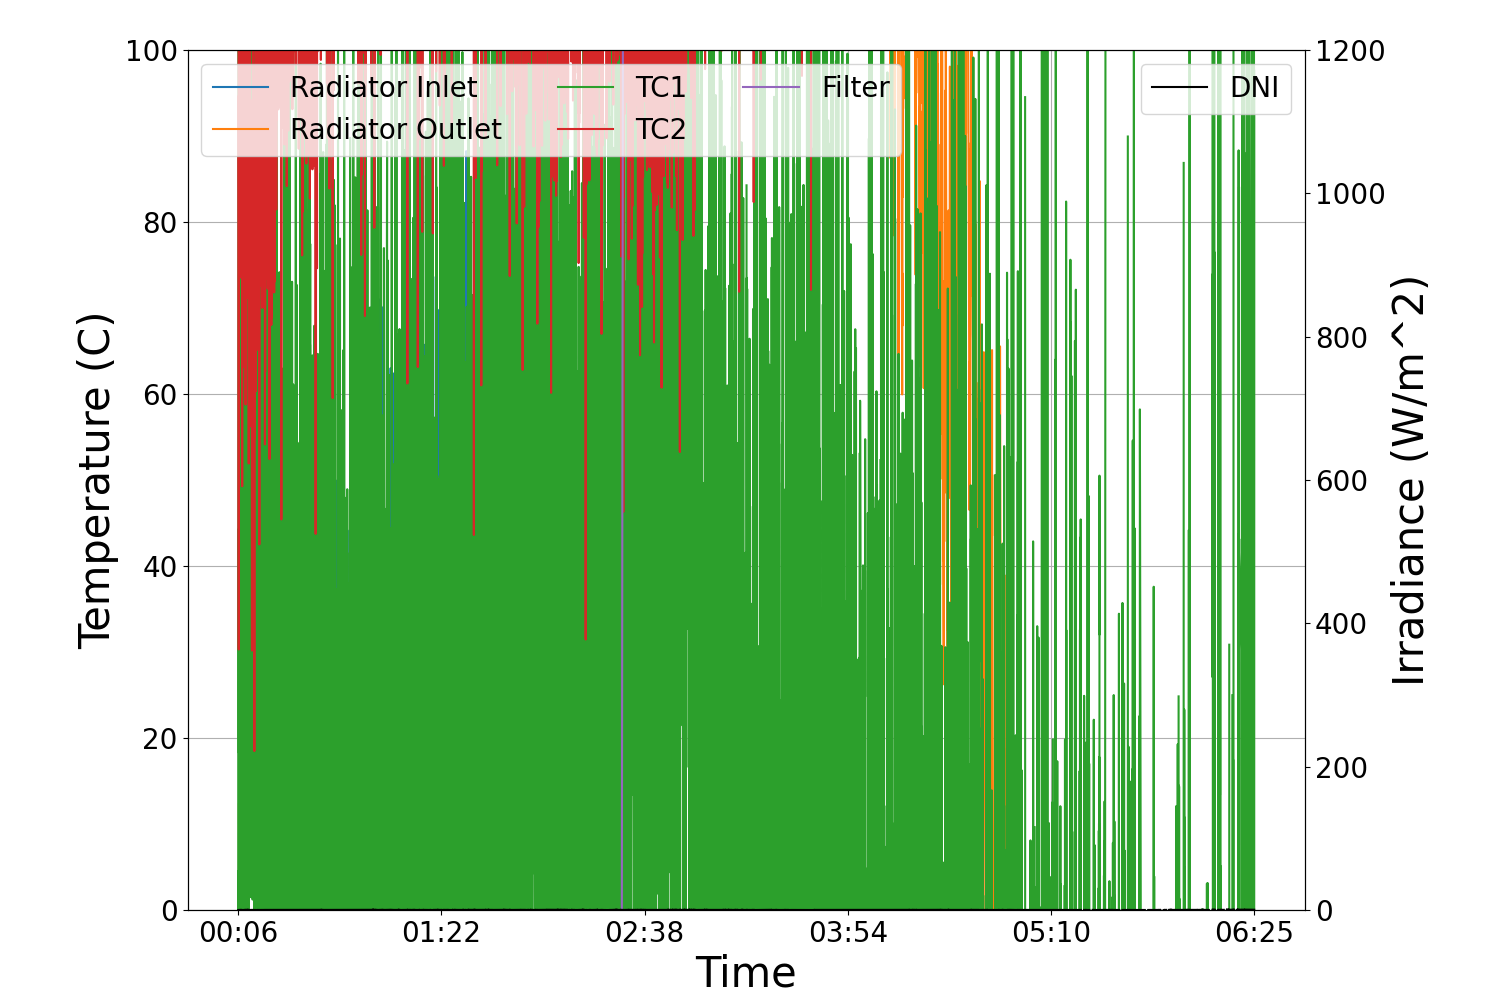 100
80
60
40
20
0
Temperature (C)
Radiator Inlet
Radiator Outlet
TC1
TC2
Filter
DNI
1200
1000
800
600
400
200
0
Irradiance (W/m^2)
00:06 01:22 02:38 03:54 05:10 06:25
Time